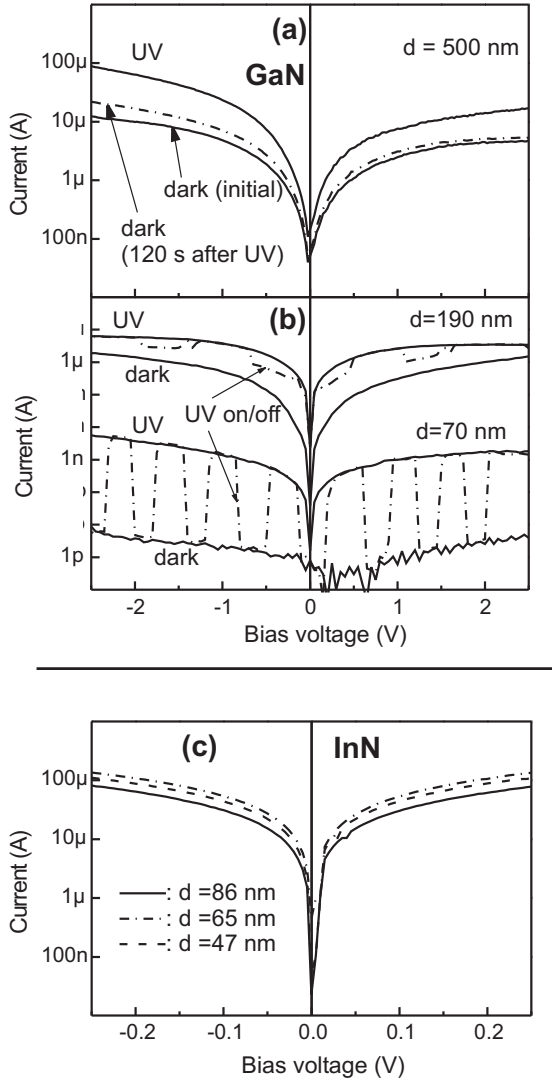 (a)
UV
GaN
d = 500 nm
100µ
10µ
1µ
100n
Current (A)
dark (initial)
dark
(120 s after UV)
(b)
UV
d=190 nm
1µ
dark
UV on/off
UV
d=70 nm
1n
dark
1p
Current (A)
-2 -1 0 1 2
Bias voltage (V)
(c)
InN
100µ
10µ
1µ
100n
Current (A)
: d =86 nm
: d =65 nm
: d =47 nm
-0.2 -0.1 0.0 0.1 0.2
Bias voltage (V)